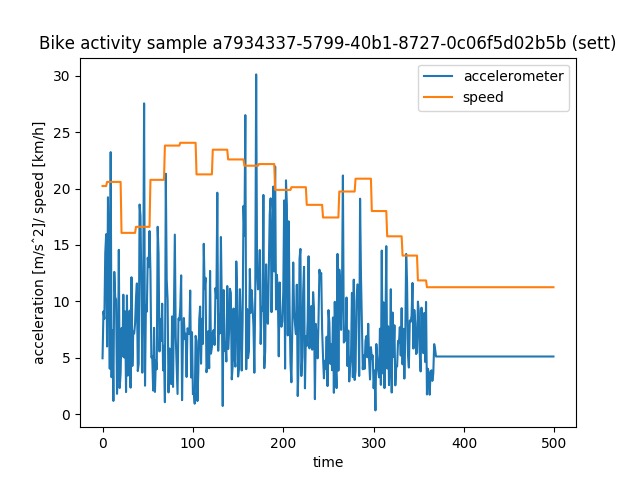 Bike activity sample a7934337-5799-40b1-8727-0c06f5d02b5b (sett)
accelerometer
speed
acceleration [m/s^2]/ speed [km/h]
30
25
20
15
10
5
0
0 100 200 300 400 500
time